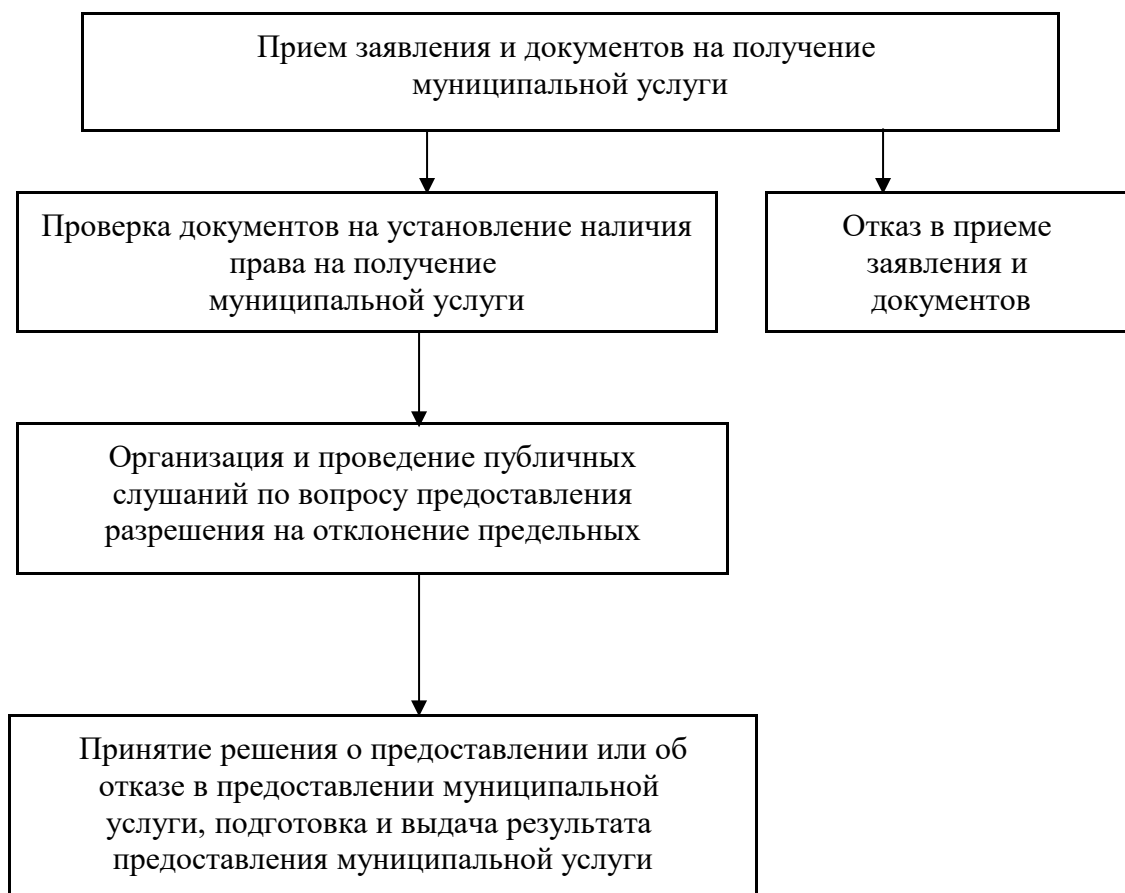 Прием заявления и документов на получение
муниципальной услуги
Проверка документов на установление наличия
права на получение
муниципальной услуги
Отказ в приеме
заявления и
документов
Организация и проведение публичных
слушаний по вопросу предоставления
разрешения на отклонение предельных
Принятие решения о предоставлении или об
отказе в предоставлении муниципальной
услуги, подготовка и выдача результата
предоставления муниципальной услуги